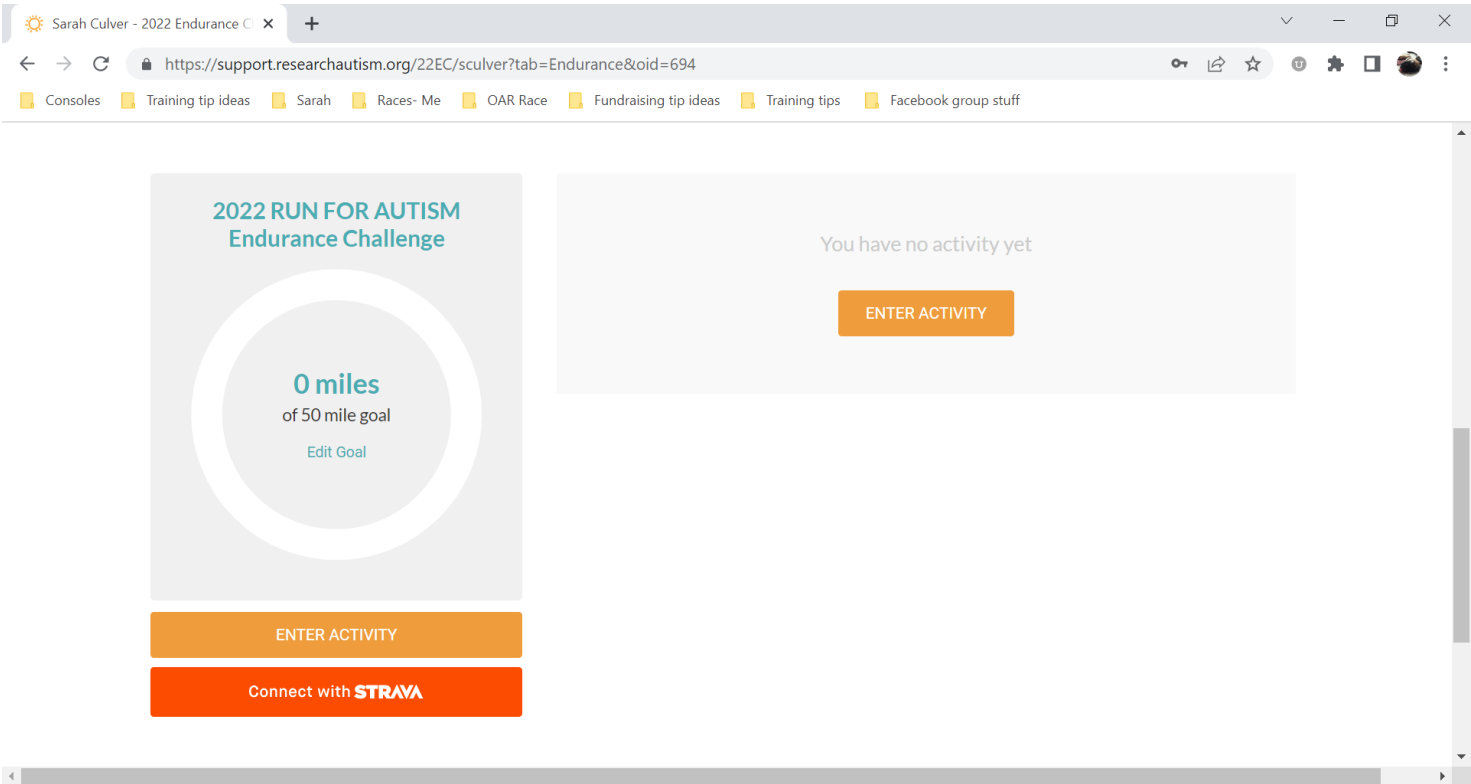 Sarah Culver - 2022 Endurance C
https://support.researchautism.org/22EC/sculver?tab=Endurance&oid=694
Consoles Training tip ideas Sarah Races- Me OAR Race Fundraising tip ideas Training tips Facebook group stuff
2022 RUN FOR AUTISM
Endurance Challenge
0 miles
of 50 mile goal
Edit Goal
ENTER ACTIVITY
Connect with STRAVA
You have no activity yet
ENTER ACTIVITY